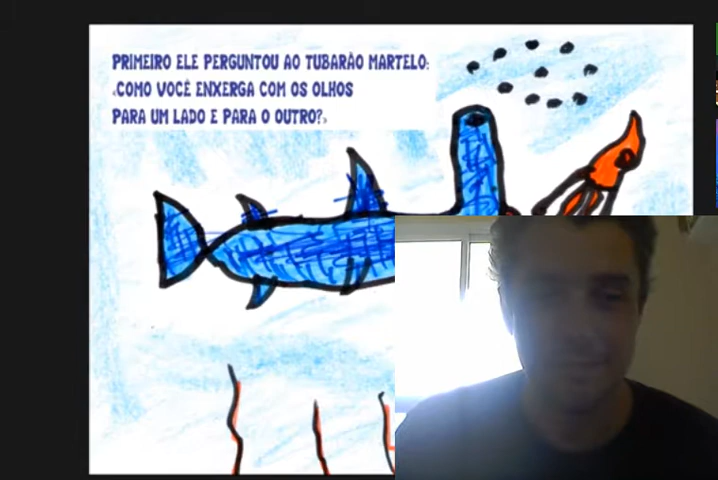 PRIMEIRO ELE PERGUNTOU AO TUBARÃO MARTELO:
«COMO VOCÊ ENXERGA COM OS OLHOS
PARA UM LADO E PARA O OUTRO?»